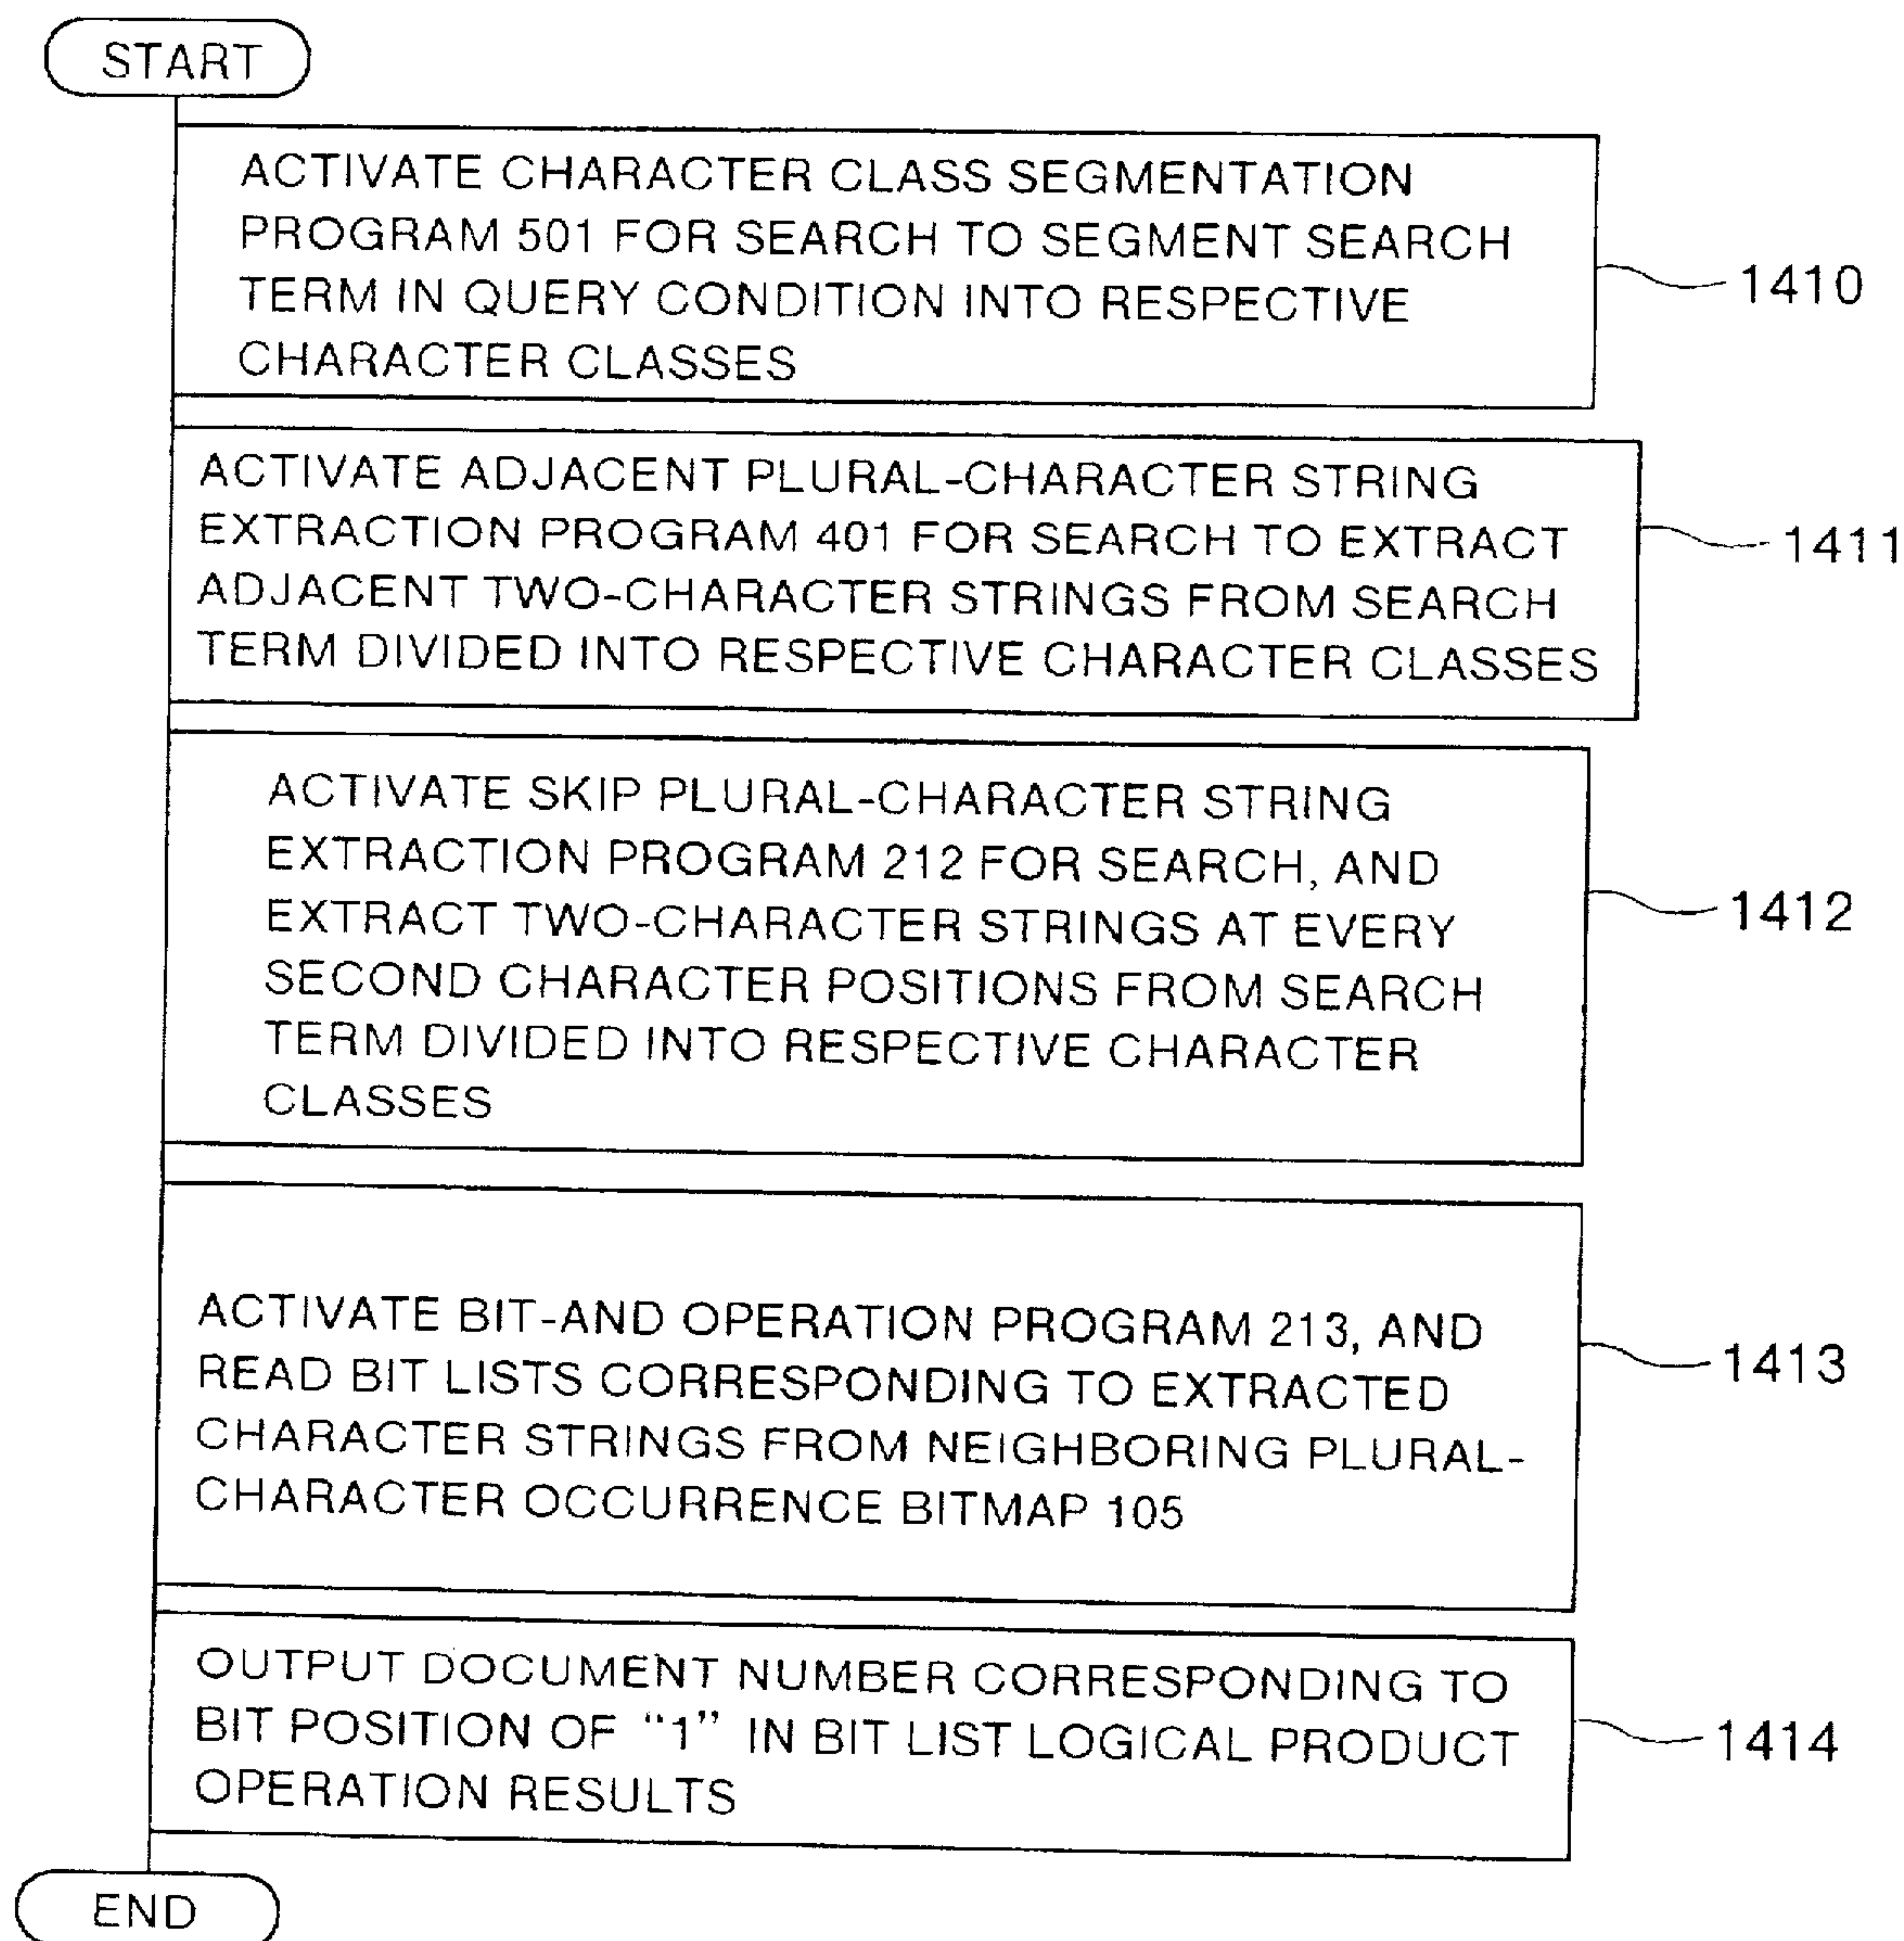 START
ACTIVATE CHARACTER CLASS SEGMENTATION
PROGRAM 501 FOR SEARCH TO SEGMENT SEARCH
TERM IN QUERY CONDITION INTO RESPECTIVE
CHARACTER CLASSES
1410
ACTIVATE ADJACENT PLURAL-CHARACTER STRING
EXTRACTION PROGRAM 401 FOR SEARCH TO EXTRACT
ADJACENT TWO-CHARACTER STRINGS FROM SEARCH
TERM DIVIDED INTO RESPECTIVE CHARACTER CLASSES
1411
ACTIVATE SKIP PLURAL-CHARACTER STRING
EXTRACTION PROGRAM 212 FOR SEARCH, AND
EXTRACT TWO-CHARACTER STRINGS AT EVERY
SECOND CHARACTER POSITIONS FROM SEARCH
TERM DIVIDED INTO RESPECTIVE CHARACTER
CLASSES
1412
ACTIVATE BIT-AND OPERATION PROGRAM 213, AND
READ BIT LISTS CORRESPONDING TO EXTRACTED
CHARACTER STRINGS FROM NEIGHBORING PLURAL-
CHARACTER OCCURRENCE BITMAP 105
1413
OUTPUT DOCUMENT NUMBER CORRESPONDING TO
BIT POSITION OF “1” IN BIT LIST LOGICAL PRODUCT
OPERATION RESULTS
1414
END